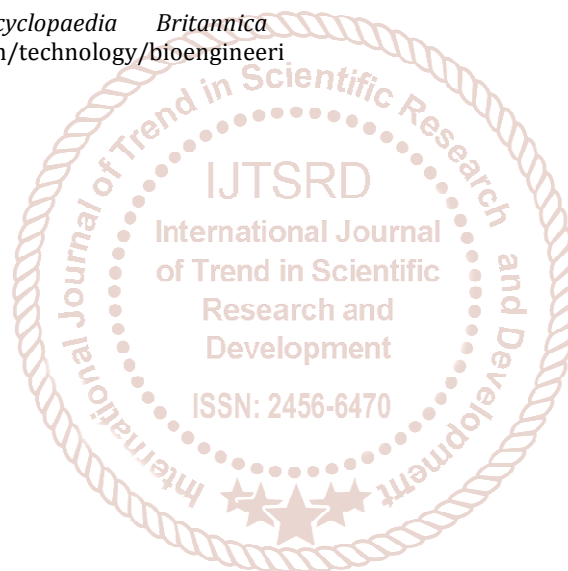 cyclopaedia Britannica
m/technology/bioengineeri
International Journal of Trend in Scientific Research and Development
IJTSRD
International Journal
of Trend in Scientific
Research and
Development
ISSN: 2456-6470